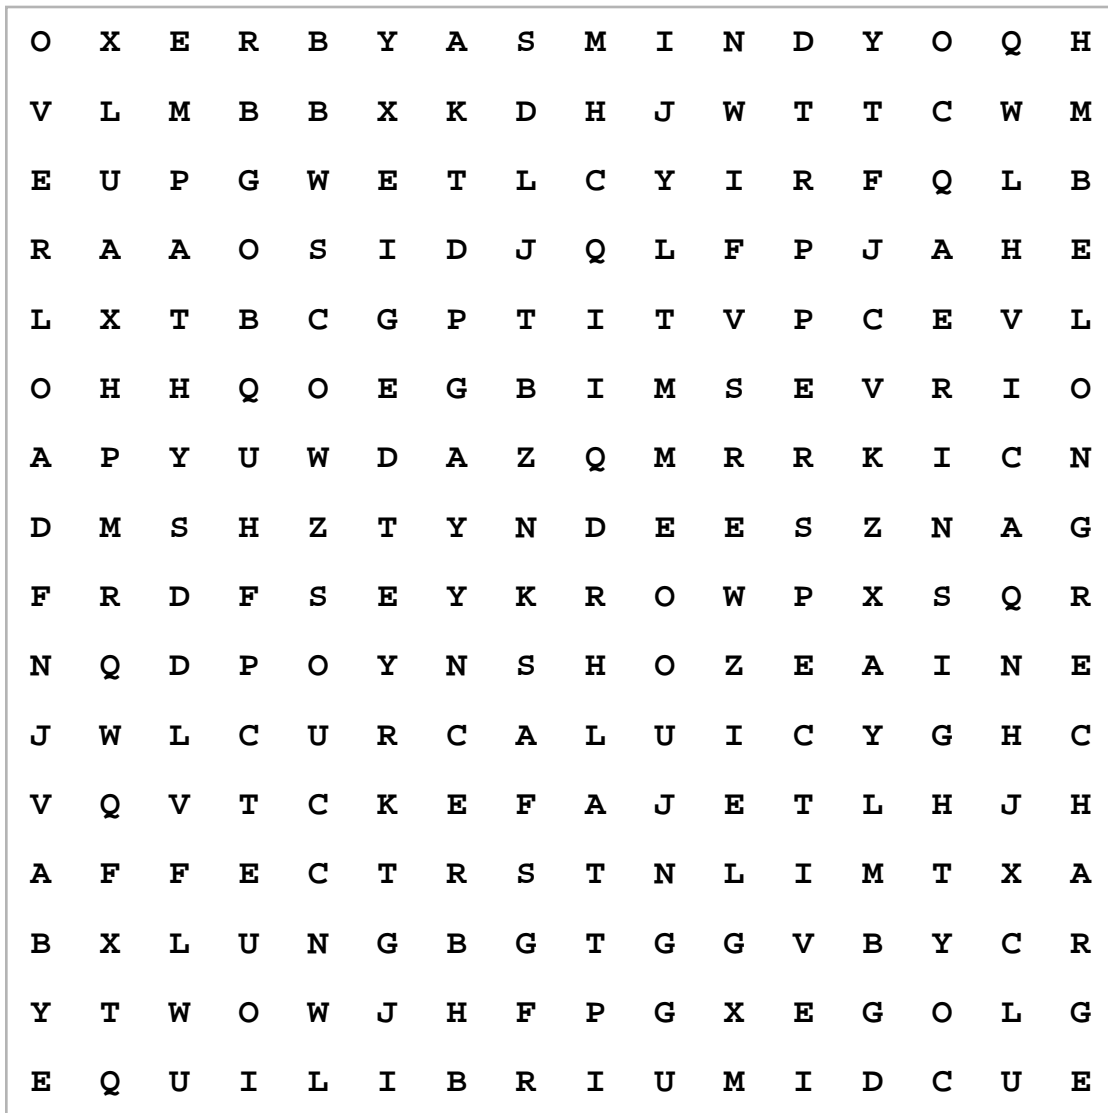 O X E R B Y A S M I N D Y O Q H
V L M B B X K D H J W T T C W M
E U P G W E T L C Y I R F Q L B
R A A O S I D J Q L F P J A H E
L X T B C G P T I T V P C E V L
O H H Q O E G B I M S E V R I O
A P Y U W D A Z Q M R R K I C N
D M S H Z T Y N D E E S Z N A G
F R D F S E Y K R O W P X S Q R
N Q D P O Y N S H O Z E A I N E
J W L C U R C A L U I C Y G H C
V Q V T C K E F A J E T L H J H
A F F E C T R S T N L I M T X A
B X L U N G B G T G G V B Y C R
Y T W O W J H F P G X E G O L G
E Q U I L I B R I U M I D C U E